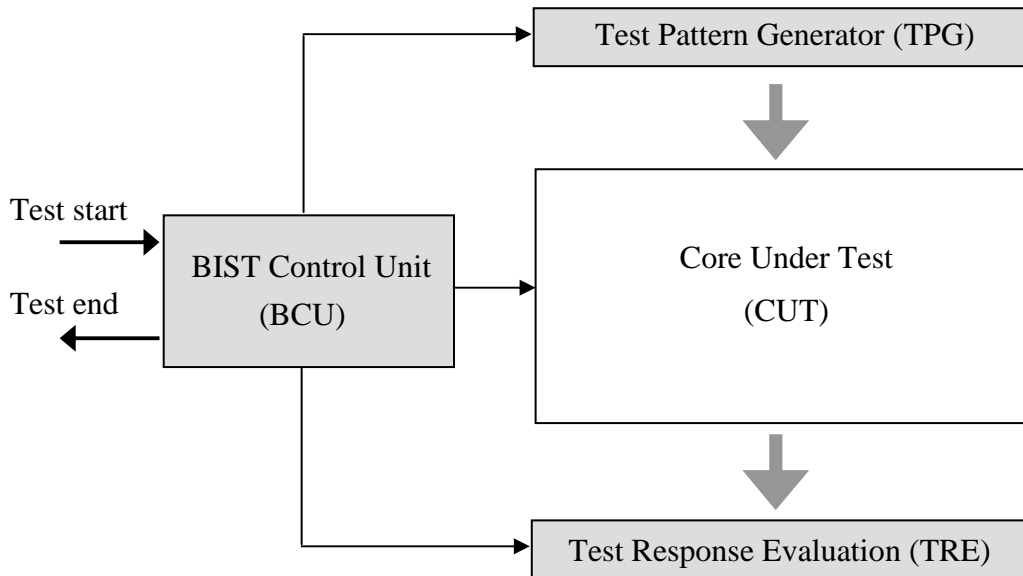 Test Pattern Generator (TPG)
Test start
BIST Control Unit
(BCU)
Test end
Core Under Test
(CUT)
Test Response Evaluation (TRE)